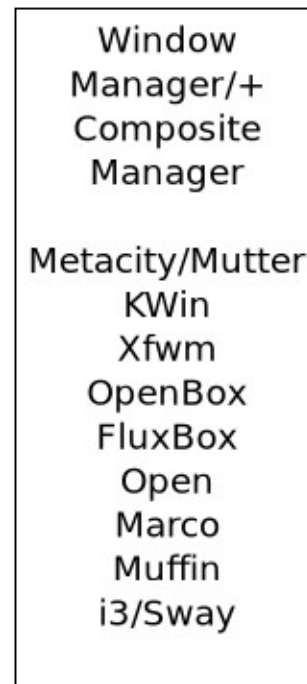 Window
Manager/+
Composite
Manager
Metacity/Mutter
KWin
Xfwm
OpenBox
FluxBox
Open
Marco
Muffin
i3/Sway